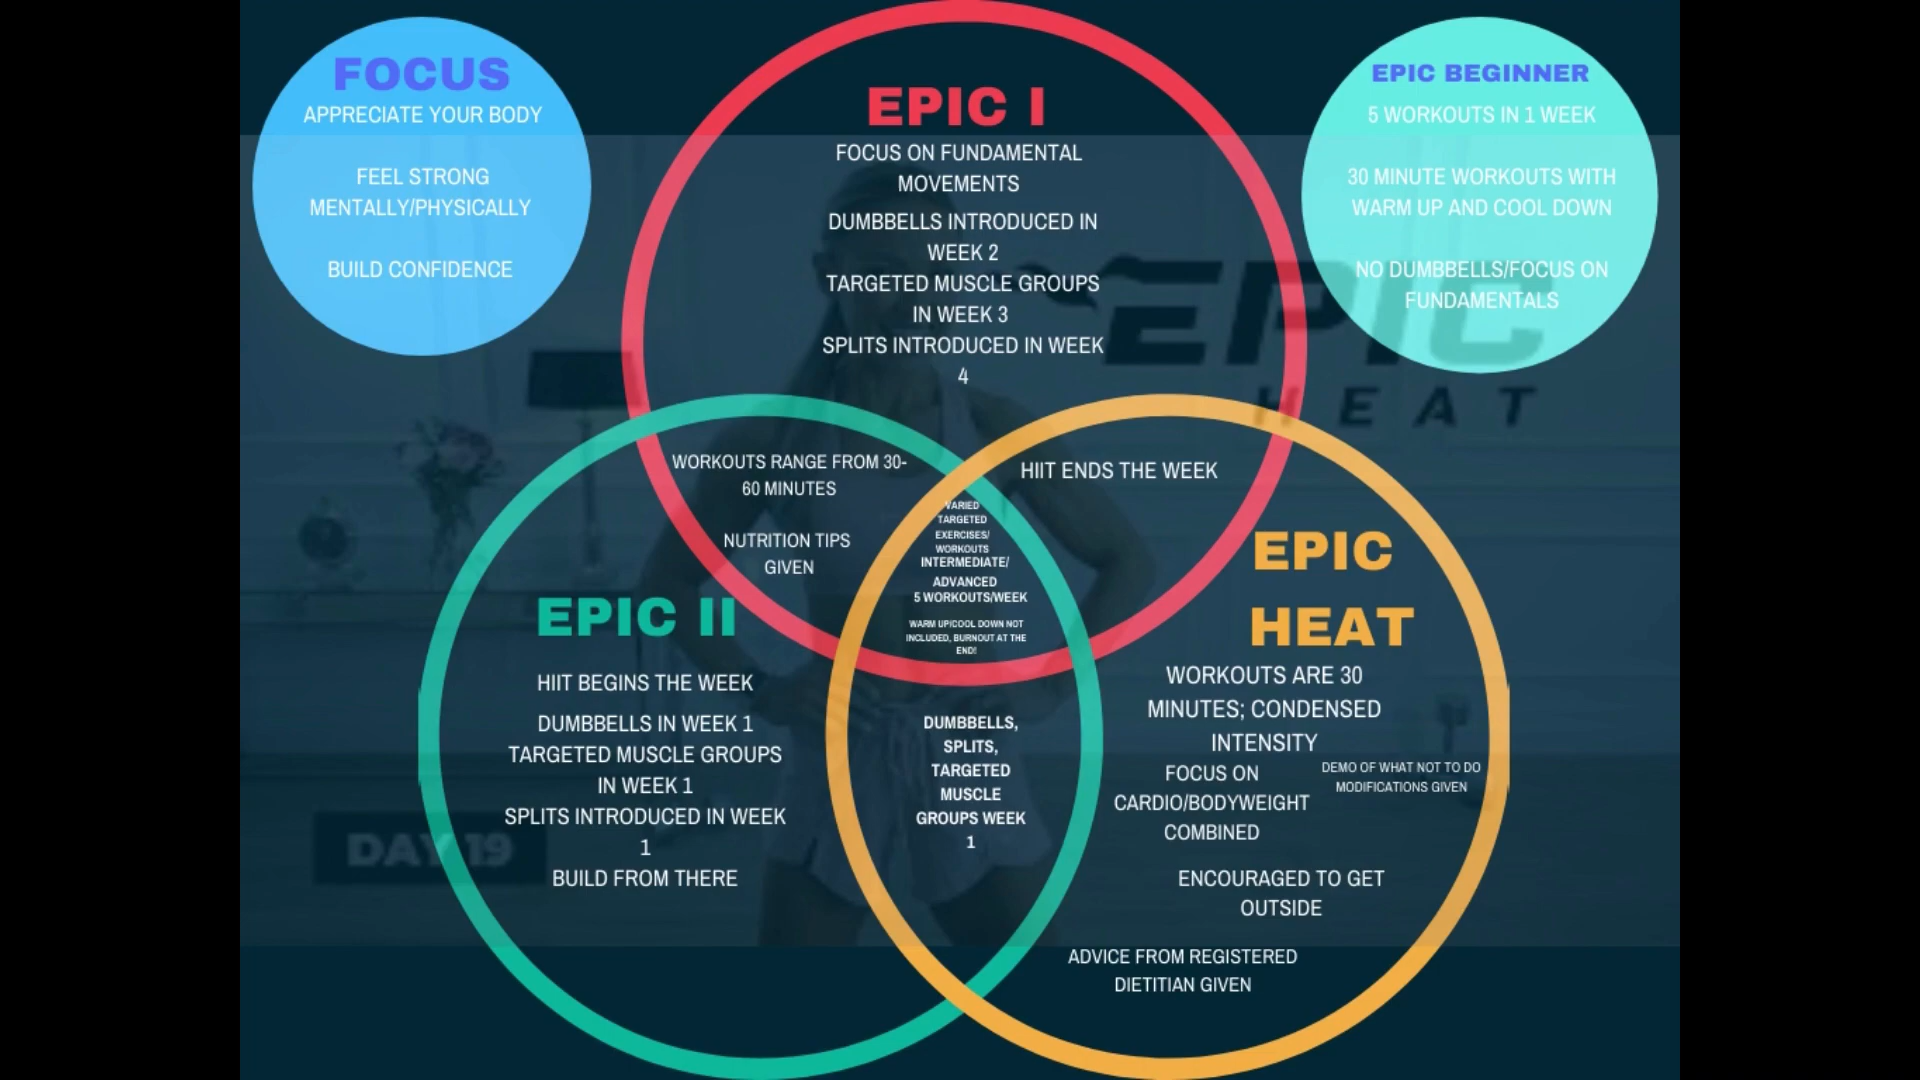 FOCUS
APPRECIATE YOUR BODY
FEEL STRONG
MENTALLY/PHYSICALLY
BUILD CONFIDENCE
EPIC I
FOCUS ON FUNDAMENTAL
MOVEMENTS
DUMBBELLS INTRODUCED IN
WEEK 2
TARGETED MUSCLE GROUPS
IN WEEK 3
SPLITS INTRODUCED IN WEEK
4
EPIC BEGINNER
5 WORKOUTS IN 1 WEEK
30 MINUTE WORKOUTS WITH
WARM UP AND COOL DOWN
NO DUMBBELLS/FOCUS ON
FUNDAMENTALS
EPIC
HEAT
WORKOUTS RANGE FROM 30-
60 MINUTES
NUTRITION TIPS
GIVEN
HIIT ENDS THE WEEK
VARIED
TARGETED
EXERCISES/
WORKOUTS
INTERMEDIATE/
ADVANCED
5 WORKOUTS/WEEK
WARM UP/COOL DOWN NOT
INCLUDED, BURNOUT AT THE
END!
EPIC II
HIIT BEGINS THE WEEK
DUMBBELLS IN WEEK 1
TARGETED MUSCLE GROUPS
IN WEEK 1
SPLITS INTRODUCED IN WEEK
1
BUILD FROM THERE
DAY 19
DUMBBELLS,
SPLITS,
TARGETED
MUSCLE
GROUPS WEEK
1
EPIC
HEAT
WORKOUTS ARE 30
MINUTES; CONDENSED
INTENSITY
FOCUS ON
CARDIO/BODYWEIGHT
COMBINED
DEMO OF WHAT NOT TO DO
MODIFICATIONS GIVEN
ENCOURAGED TO GET
OUTSIDE
ADVICE FROM REGISTERED
DIETITIAN GIVEN